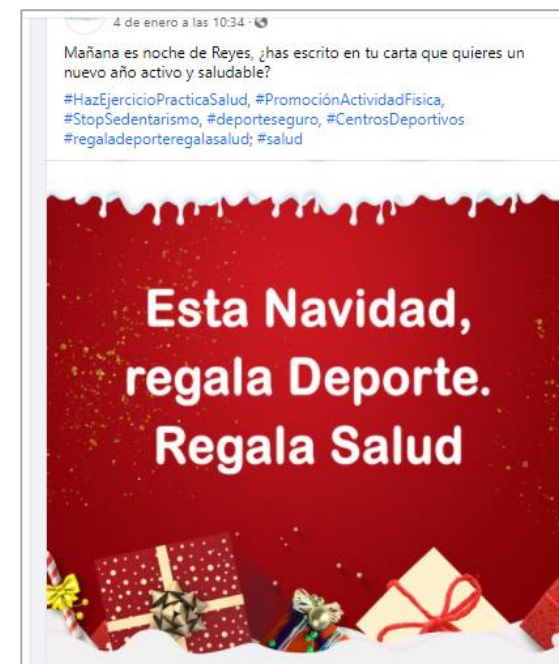 4 de enero a las 10:34 ·
Mañana es noche de Reyes, ¿has escrito en tu carta que quieres un
nuevo año activo y saludable?
#HazEjercicioPracticaSalud, #PromociónActividadFisica,
#StopSedentarismo, #deporteseguro, #CentrosDeportivos
#regaladeporteregalasalud; #salud
Esta Navidad,
regala Deporte.
Regala Salud